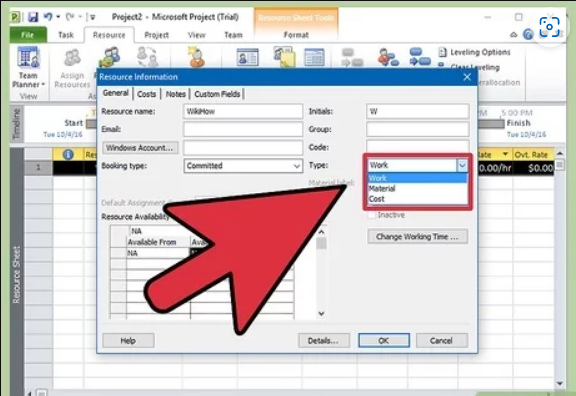 Project2 - Microsoft Project (Trial)
Resource Sheet Tools
File Task Resource Project View Team Format
Team Planner
View
Assign Resources
Leveling Options
Clear Leveling
Resource Information
General Costs Notes Custom Fields
Resource name: WikiHow Initials: W
Email: Group:
Windows Account... Code:
Booking type: Committed Type: Work
Work
Material
Cost
Material label:
Default Assignment
Inactive
Resource Availability
NA
Available From
NA
Change Working Time ...
Help Details... OK Cancel
Timeline
Start
Tue 10/4/16
5:00 PM
Finish
Tue 10/4/16
Rate Ovt. Rate
1 0.00/hr $0.00
Resource Sheet